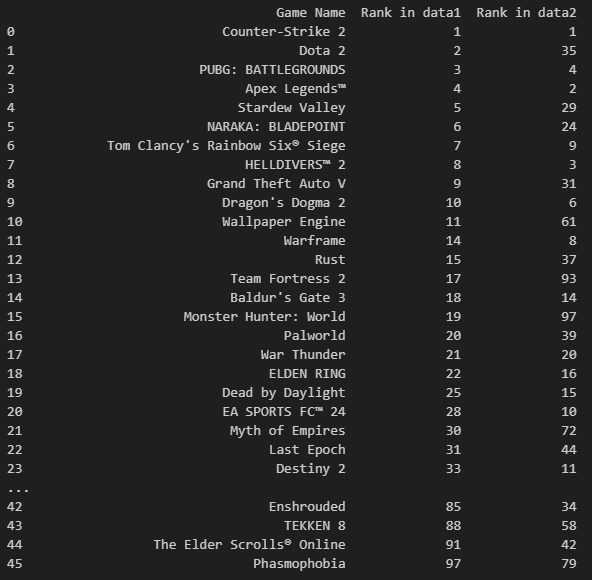 Game Name Rank in data1 Rank in data2
0 Counter-Strike 2 1 1
1 Dota 2 2 35
2 PUBG: BATTLEGROUNDS 3 4
3 Apex Legends™ 4 2
4 Stardew Valley 5 29
5 NARAKA: BLADEPOINT 6 24
6 Tom Clancy's Rainbow Six® Siege 7 9
7 HELLDIVERS™ 2 8 3
8 Grand Theft Auto V 9 31
9 Dragon's Dogma 2 10 6
10 Wallpaper Engine 11 61
11 Warframe 14 8
12 Rust 15 37
13 Team Fortress 2 17 93
14 Baldur's Gate 3 18 14
15 Monster Hunter: World 19 97
16 Palworld 20 39
17 War Thunder 21 20
18 ELDEN RING 22 16
19 Dead by Daylight 25 15
20 EA SPORTS FC™ 24 28 10
21 Myth of Empires 30 72
22 Last Epoch 31 44
23 Destiny 2 33 11
...
42 Enshrouded 85 34
43 TEKKEN 8 88 58
44 The Elder Scrolls® Online 91 42
45 Phasmophobia 97 79